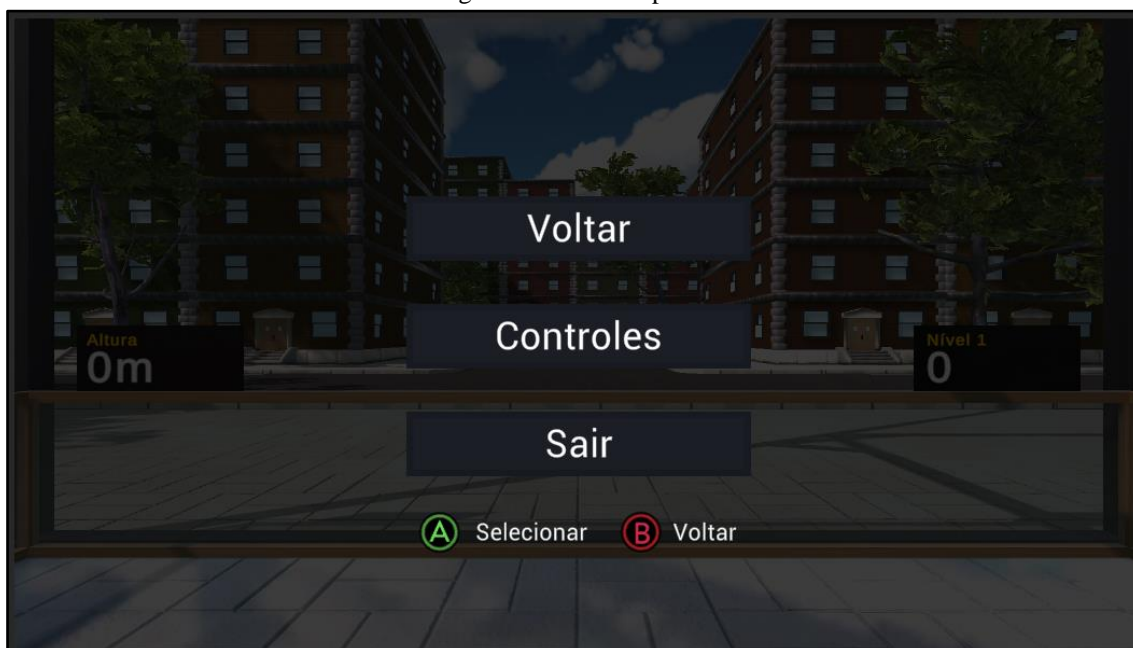 Voltar
Controles
Altura
0m
Nível 1
0
Sair
A Selecionar B Voltar